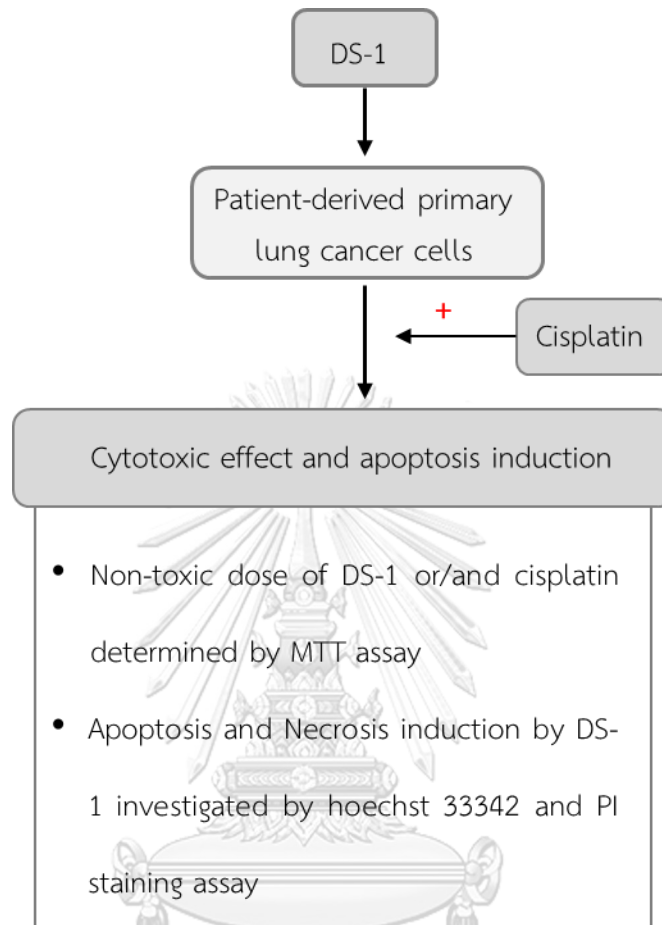 DS-1
Patient-derived primary
lung cancer cells
+
Cisplatin
Cytotoxic effect and apoptosis induction
• Non-toxic dose of DS-1 or/and cisplatin
determined by MTT assay
• Apoptosis and Necrosis induction by DS-
1 investigated by hoechst 33342 and PI
staining assay